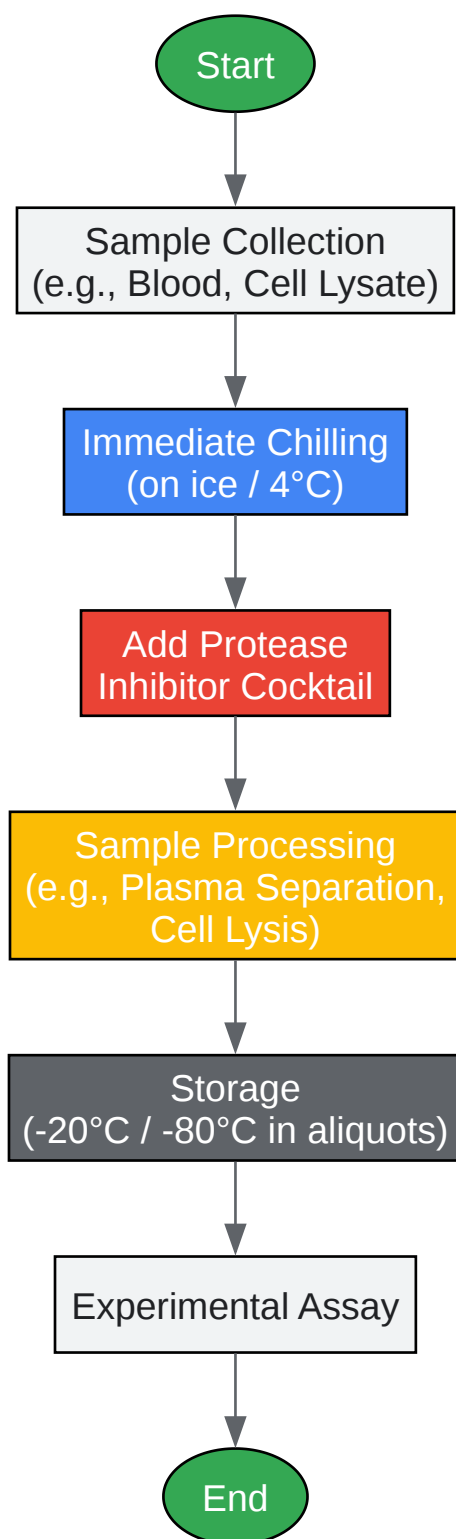 Start
Sample Collection
(e.g., Blood, Cell Lysate)
Immediate Chilling
(on ice / 4°C)
Add Protease
Inhibitor Cocktail
Sample Processing
(e.g., Plasma Separation,
Cell Lysis)
Storage
(-20°C / -80°C in aliquots)
Experimental Assay
End